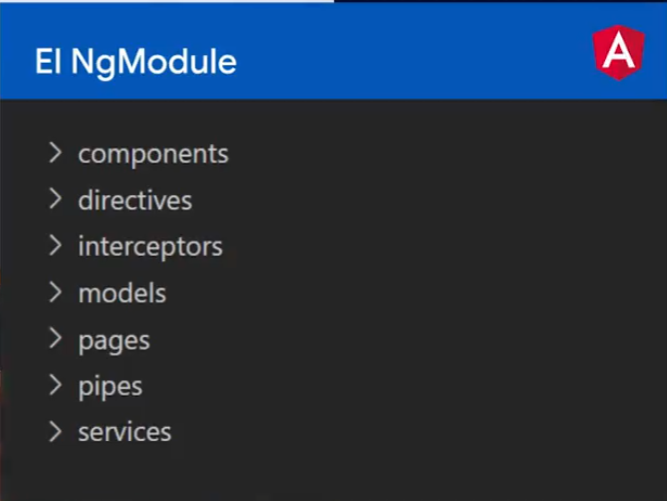 El NgModule
components
directives
interceptors
models
pages
pipes
services